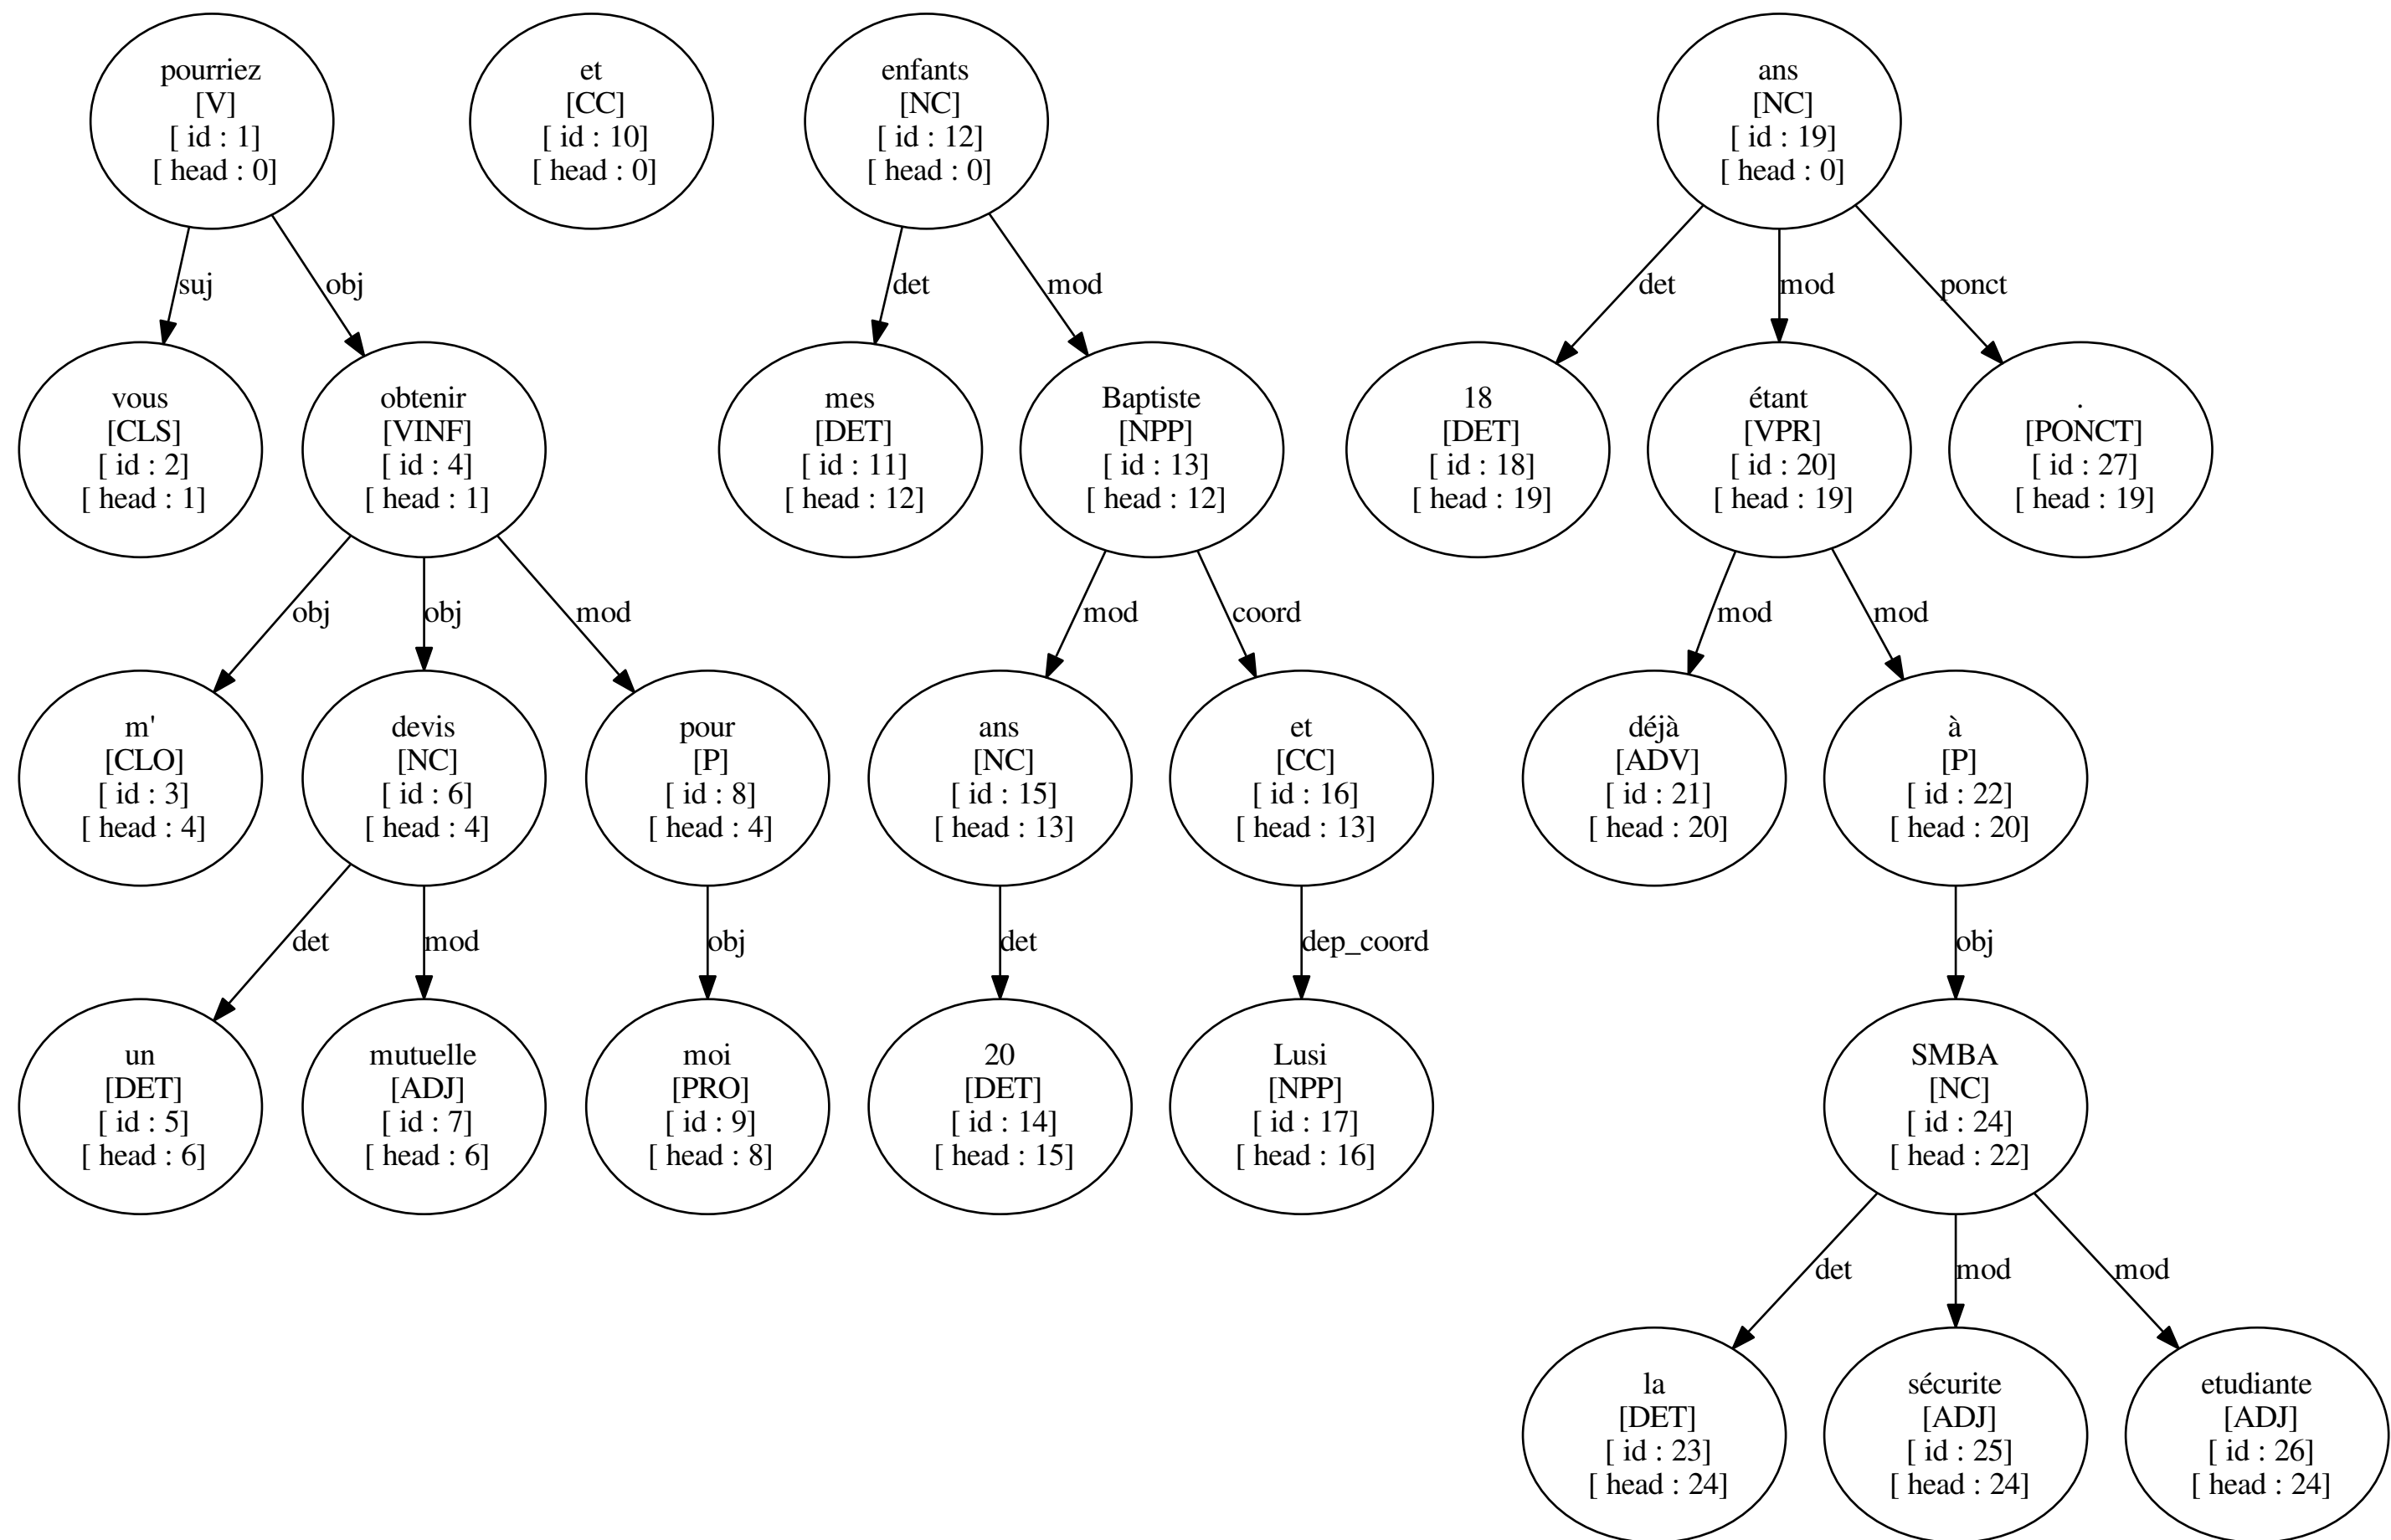 pourriez
[V]
[ id : 1]
[ head : 0]
et
[CC]
[ id : 10]
[ head : 0]
enfants
[NC]
[ id : 12]
[ head : 0]
ans
[NC]
[ id : 19]
[ head : 0]
suj
obj
det
mod
det
mod
ponct
vous
[CLS]
[ id : 2]
[ head : 1]
obtenir
[VINF]
[ id : 4]
[ head : 1]
mes
[DET]
[ id : 11]
[ head : 12]
Baptiste
[NPP]
[ id : 13]
[ head : 12]
18
[DET]
[ id : 18]
[ head : 19]
étant
[VPR]
[ id : 20]
[ head : 19]
.
[PONCT]
[ id : 27]
[ head : 19]
obj
obj
mod
mod
coord
mod
mod
m'
[CLO]
[ id : 3]
[ head : 4]
devis
[NC]
[ id : 6]
[ head : 4]
pour
[P]
[ id : 8]
[ head : 4]
ans
[NC]
[ id : 15]
[ head : 13]
et
[CC]
[ id : 16]
[ head : 13]
déjà
[ADV]
[ id : 21]
[ head : 20]
à
[P]
[ id : 22]
[ head : 20]
det
mod
obj
det
dep_coord
obj
un
[DET]
[ id : 5]
[ head : 6]
mutuelle
[ADJ]
[ id : 7]
[ head : 6]
moi
[PRO]
[ id : 9]
[ head : 8]
20
[DET]
[ id : 14]
[ head : 15]
Lusi
[NPP]
[ id : 17]
[ head : 16]
SMBA
[NC]
[ id : 24]
[ head : 22]
det
mod
mod
la
[DET]
[ id : 23]
[ head : 24]
sécurite
[ADJ]
[ id : 25]
[ head : 24]
etudiante
[ADJ]
[ id : 26]
[ head : 24]